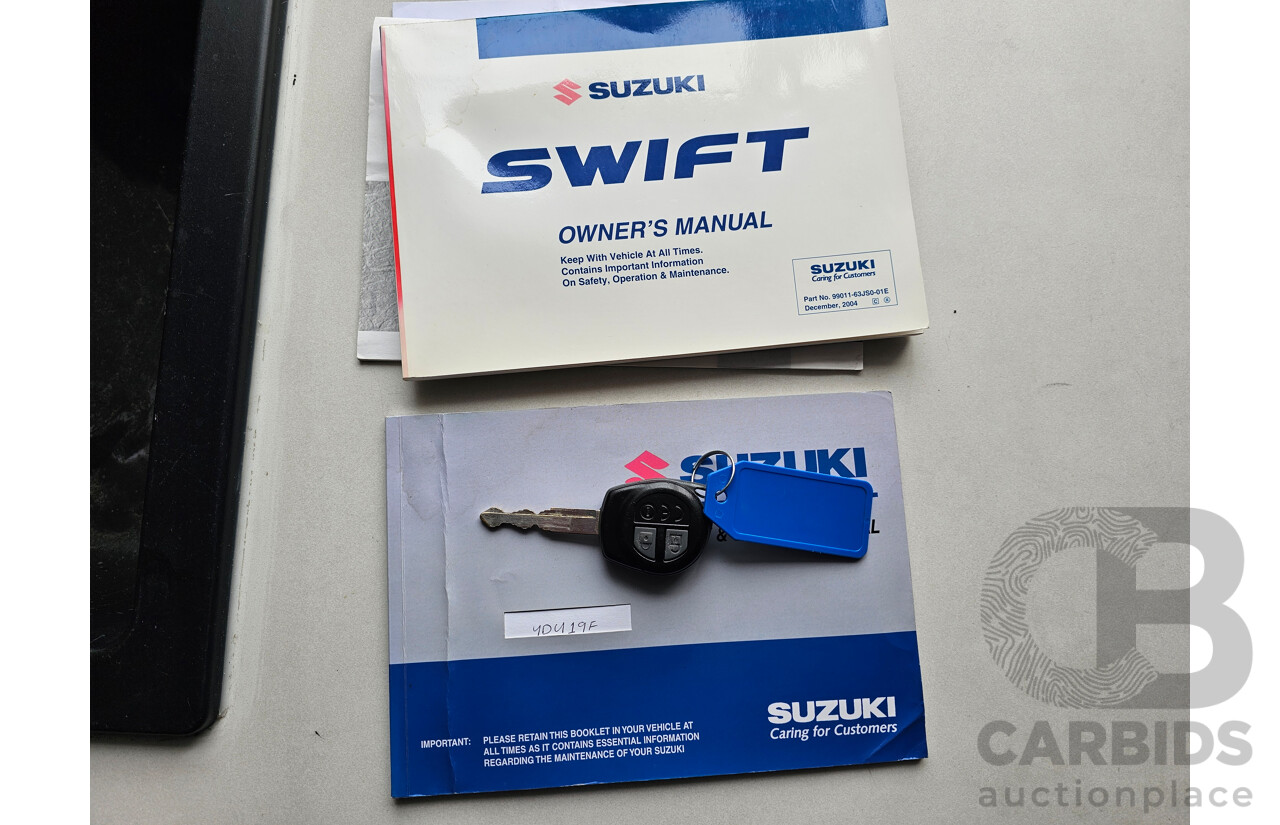 SUZUKI
SWIFT
OWNER'S MANUAL
Keep With Vehicle At All Times.
Contains Important Information
On Safety, Operation & Maintenance.
SUZUKI
Caring for Customers
Part No. 99011-63JS0-01E
December, 2004 C A
SUZUKI
&
YDU19F
IMPORTANT: PLEASE RETAIN THIS BOOKLET IN YOUR VEHICLE AT
ALL TIMES AS IT CONTAINS ESSENTIAL INFORMATION
REGARDING THE MAINTENANCE OF YOUR SUZUKI
SUZUKI
Caring for Customers
CB
CARBIDS
auctionplace